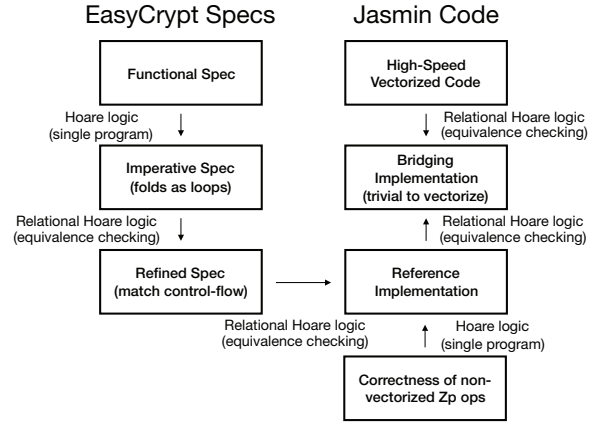 EasyCrypt Specs
Jasmin Code
Functional Spec
High-Speed
Vectorized Code
Hoare logic
(single program)
Relational Hoare logic
(equivalence checking)
Imperative Spec
(folds as loops)
Bridging
Implementation
(trivial to vectorize)
Relational Hoare logic
(equivalence checking)
Relational Hoare logic
(equivalence checking)
Refined Spec
(match control-flow)
Reference
Implementation
Relational Hoare logic
(equivalence checking)
Hoare logic
(single program)
Correctness of non-
vectorized Zp ops